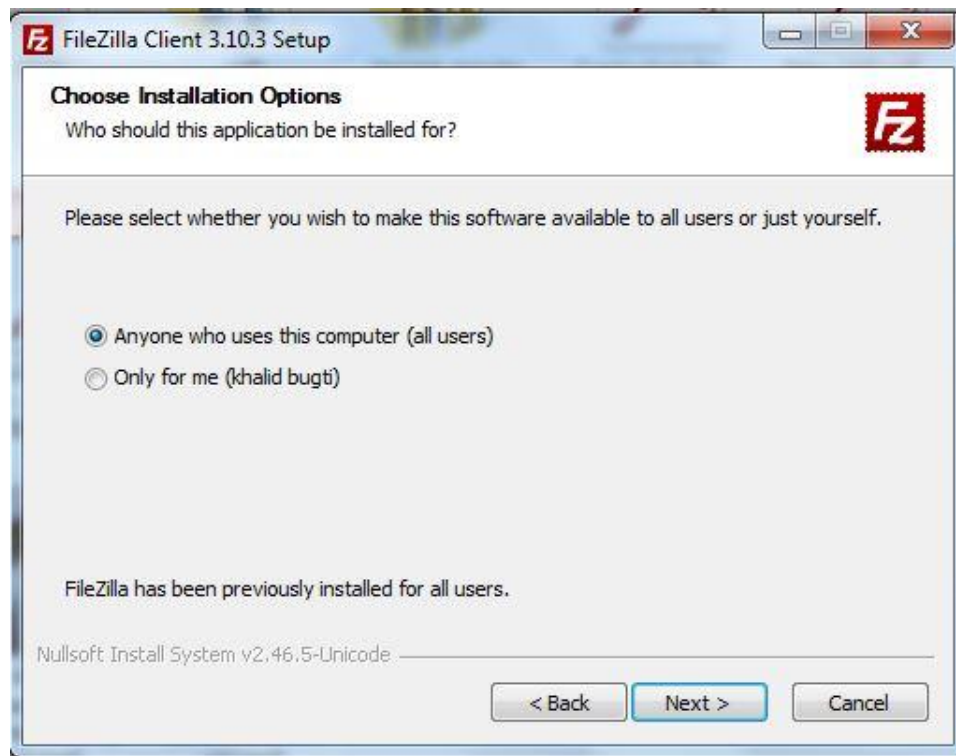 FileZilla Client 3.10.3 Setup
Choose Installation Options
Who should this application be installed for?
Fz
Please select whether you wish to make this software available to all users or just yourself.
Anyone who uses this computer (all users)
Only for me (khalid bugti)
FileZilla has been previously installed for all users.
Nullsoft Install System v2.46.5-Unicode
< Back Next > Cancel